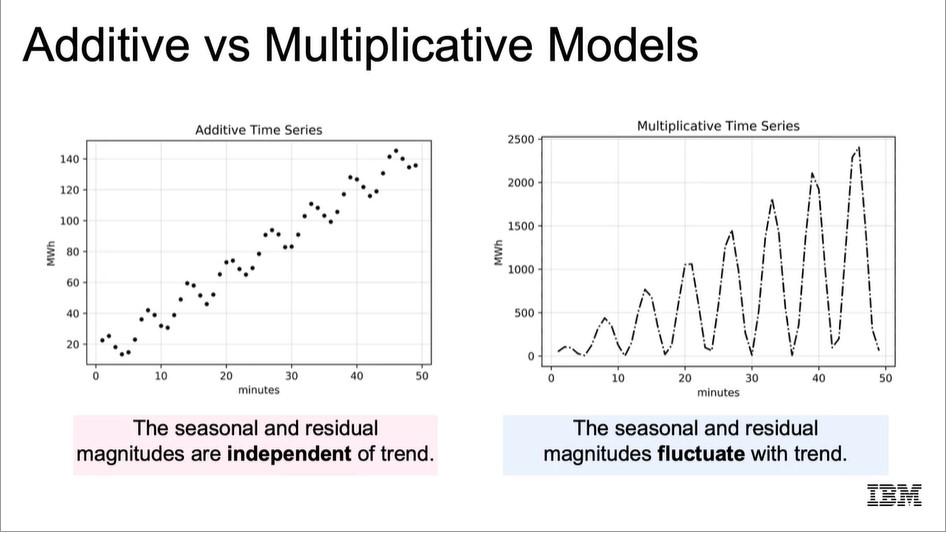 Additive vs Multiplicative Models
Additive Time Series
MWh
140
120
100
80
60
40
20
0 10 20 30 40 50
minutes
The seasonal and residual
magnitudes are independent of trend.
Multiplicative Time Series
MWh
2500
2000
1500
1000
500
0
0 10 20 30 40 50
minutes
The seasonal and residual
magnitudes fluctuate with trend.
IBM